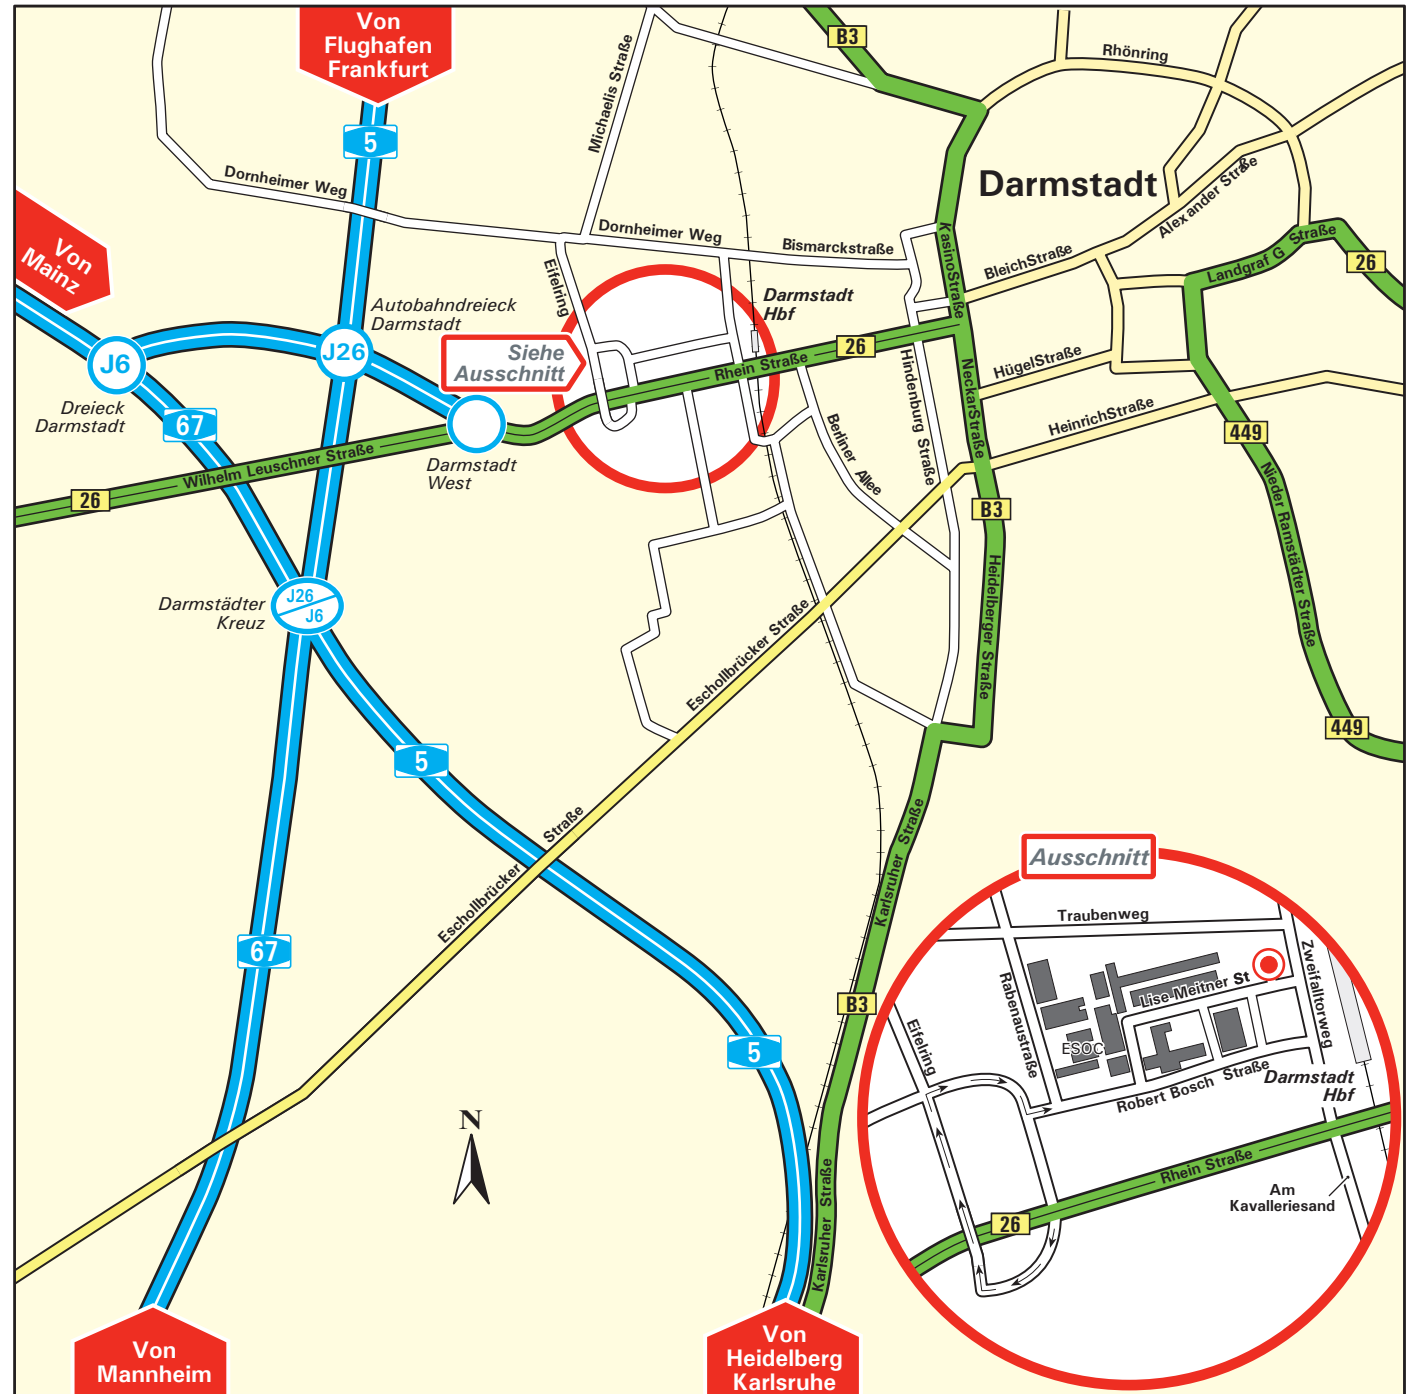 Von
Flughafen
Frankfurt
B3
Rhönring
Michaelis Straße
5
Darmstadt
Dornheimer Weg
Alexander Straße
Von
Mainz
Dornheimer Weg
Bismarckstraße
KasinoStraße
BleichStraße
Landgraf G Straße
26
Eifelring
Autobahndreieck
Darmstadt
Darmstadt
Hbf
J6
J26
Siehe
Ausschnitt
26
Rhein Straße
Hindenburg Straße
NeckarStraße
HügelStraße
HeinrichStraße
Dreieck
Darmstadt
67
Berliner Allee
449
Wilhelm Leuschner Straße
Darmstadt
West
26
B3
Nieder Ramstädter Straße
Darmstädter
Kreuz
J26
J6
Heidelberger Straße
Eschollbrücker Straße
449
5
Eschollbrücker Straße
Karlsruher Straße
67
B3
5
N
Karlsruher Straße
Von
Mannheim
Von
Heidelberg
Karlsruhe
Ausschnitt
Traubenweg
Zweifalltorweg
Rabenaustraße
Lise-Meitner St
Eifelring
ESOC
Robert Bosch Straße
Darmstadt
Hbf
Rhein Straße
26
Am
Kavalleriesand